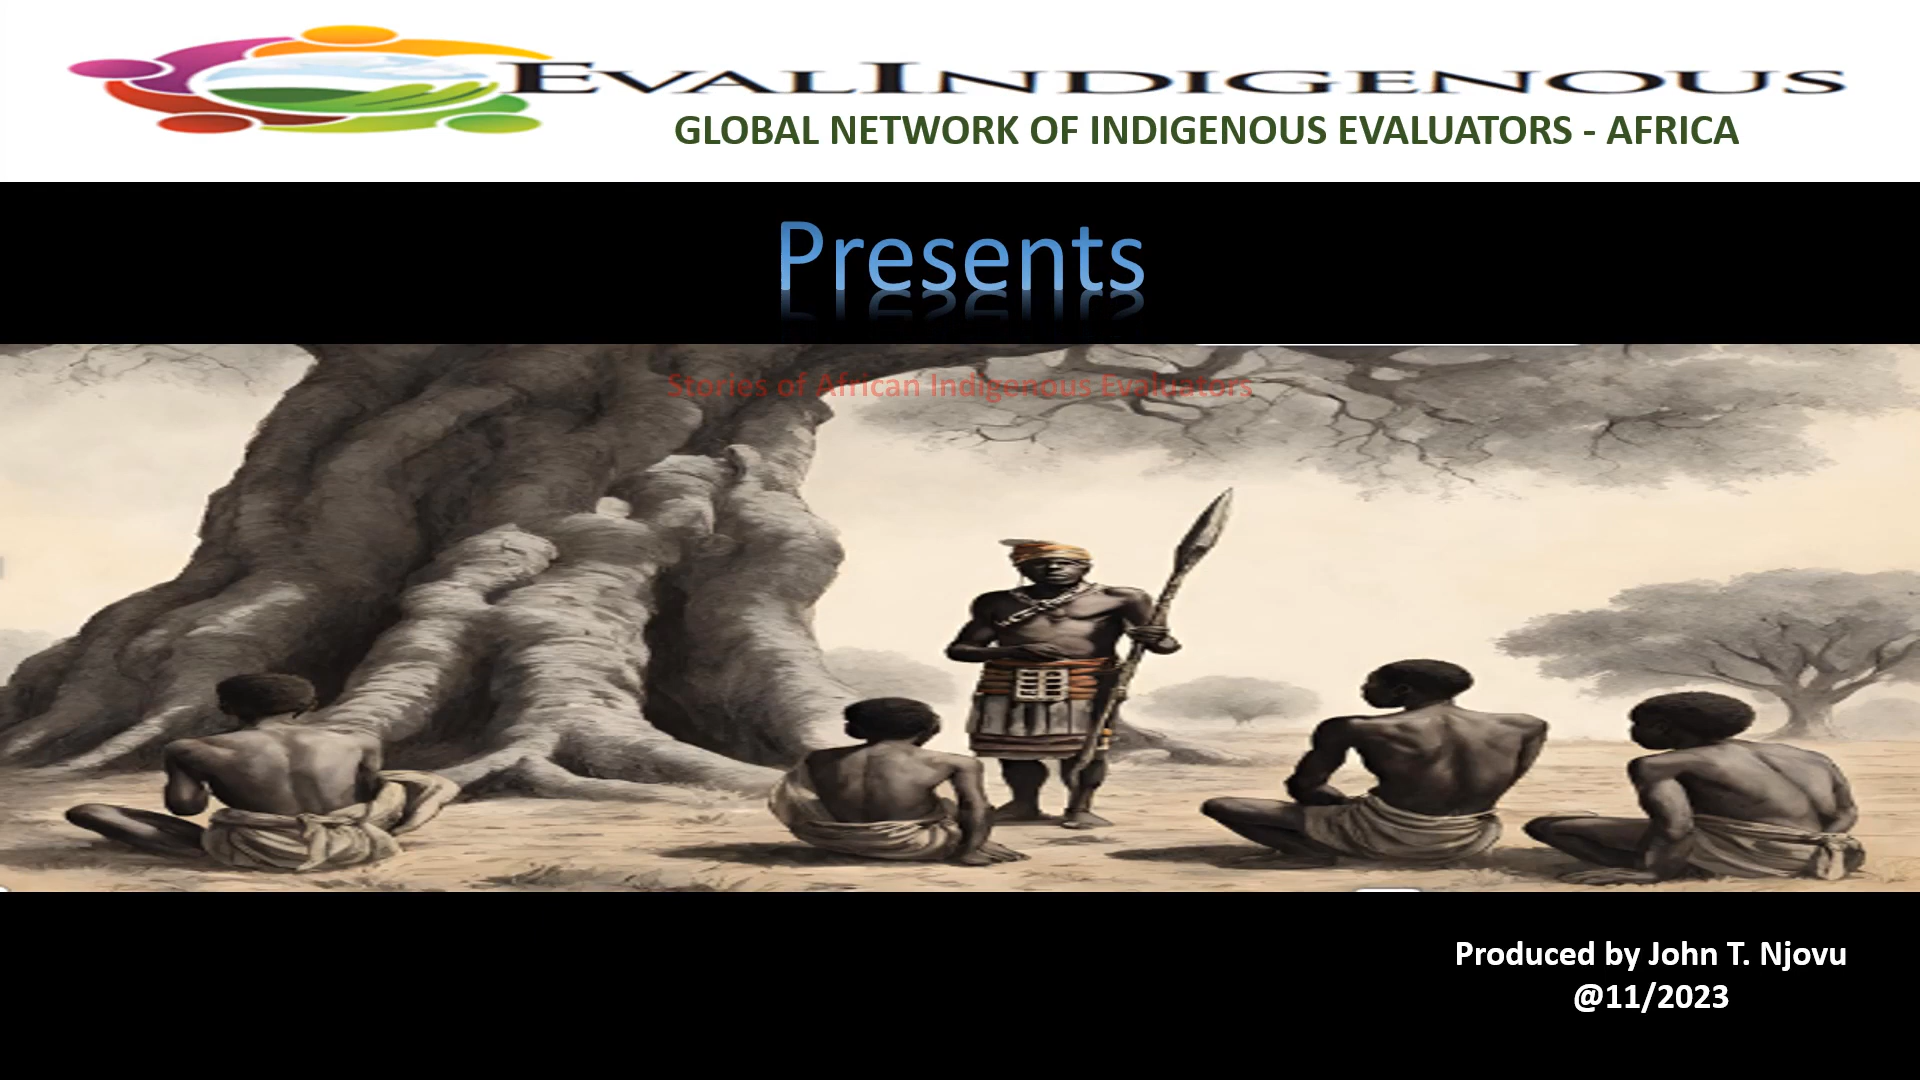 EVALINDIGENOUS
GLOBAL NETWORK OF INDIGENOUS EVALUATORS - AFRICA
Presents
Stories of African Indigenous Evaluators
Produced by John T. Njovu
@11/2023